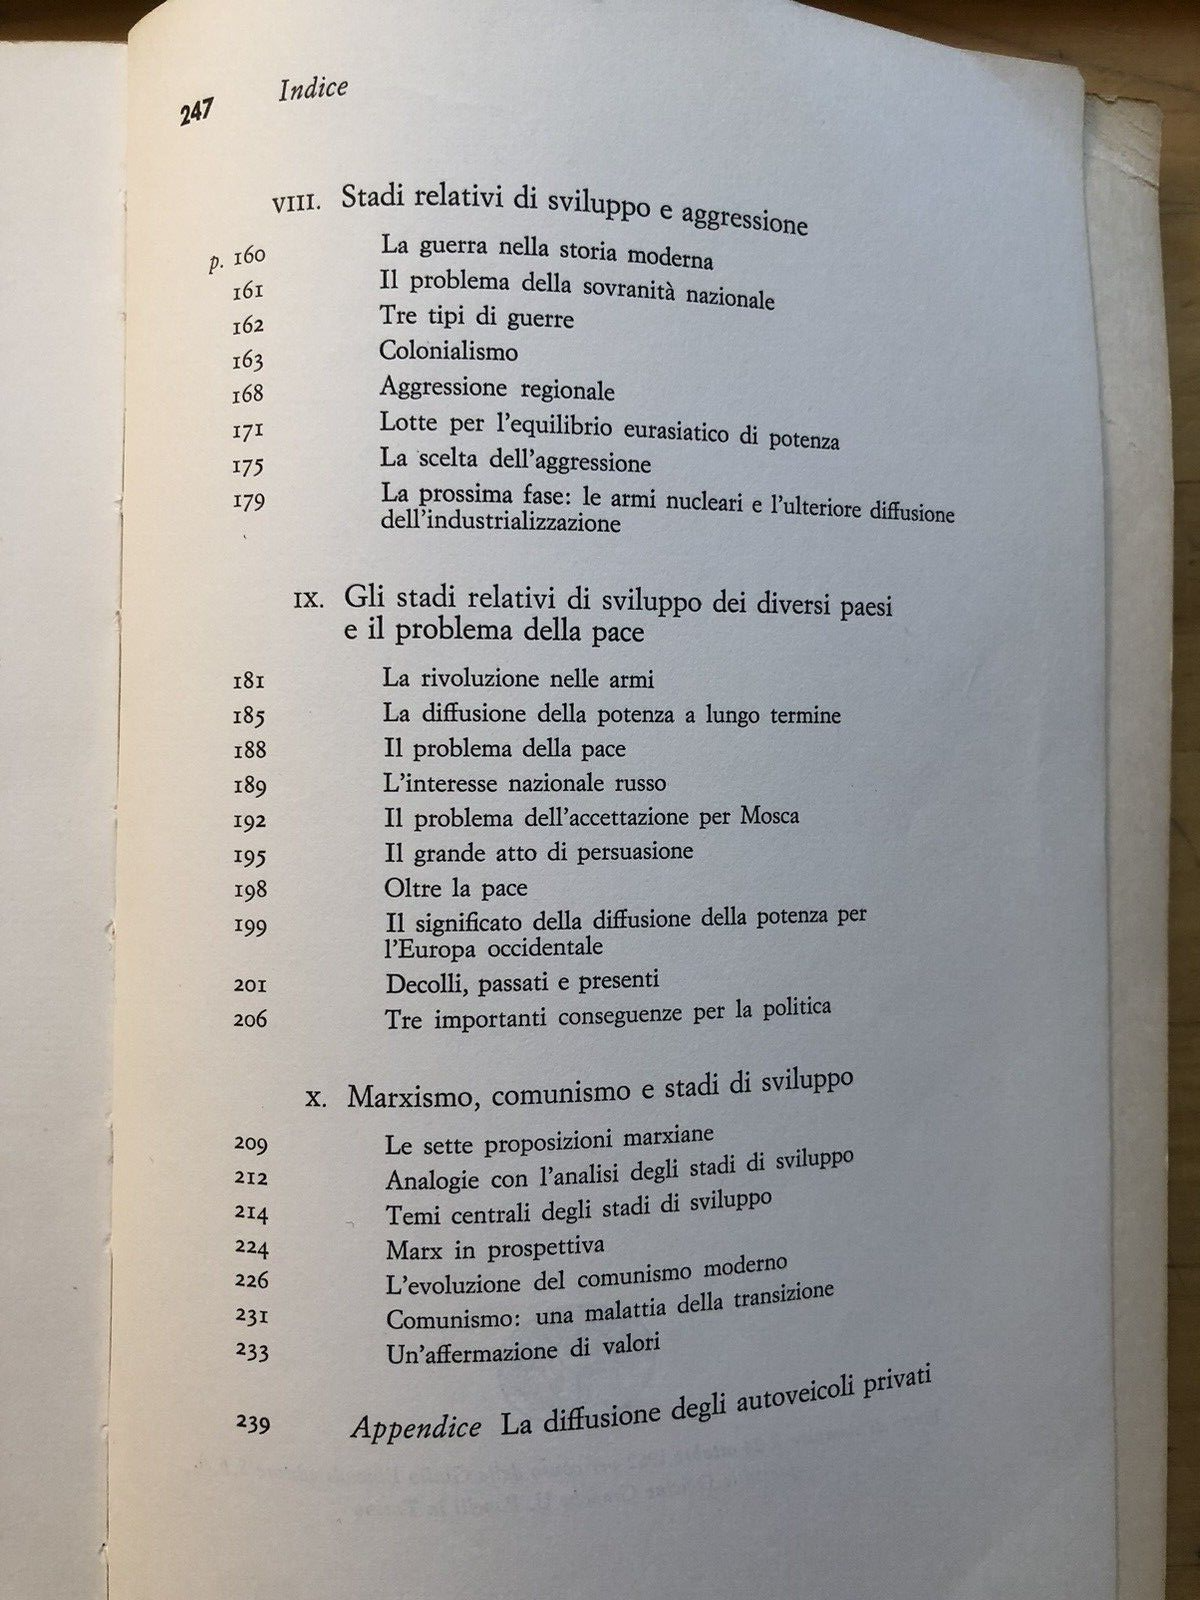 247 Indice
VIII. Stadi relativi di sviluppo e aggressione
p. 160 La guerra nella storia moderna
161 Il problema della sovranità nazionale
162 Tre tipi di guerre
163 Colonialismo
168 Aggressione regionale
171 Lotte per l'equilibrio eurasiatico di potenza
175 La scelta dell'aggressione
179 La prossima fase: le armi nucleari e l'ulteriore diffusione
dell'industrializzazione
IX. Gli stadi relativi di sviluppo dei diversi paesi
e il problema della pace
181 La rivoluzione nelle armi
185 La diffusione della potenza a lungo termine
188 Il problema della pace
189 L'interesse nazionale russo
192 Il problema dell'accettazione per Mosca
195 Il grande atto di persuasione
198 Oltre la pace
199 Il significato della diffusione della potenza per
l'Europa occidentale
201 Decolli, passati e presenti
206 Tre importanti conseguenze per la politica
X. Marxismo, comunismo e stadi di sviluppo
209 Le sette proposizioni marxiane
212 Analogie con l'analisi degli stadi di sviluppo
214 Temi centrali degli stadi di sviluppo
224 Marx in prospettiva
226 L'evoluzione del comunismo moderno
231 Comunismo: una malattia della transizione
233 Un'affermazione di valori
239 Appendice La diffusione degli autoveicoli privati